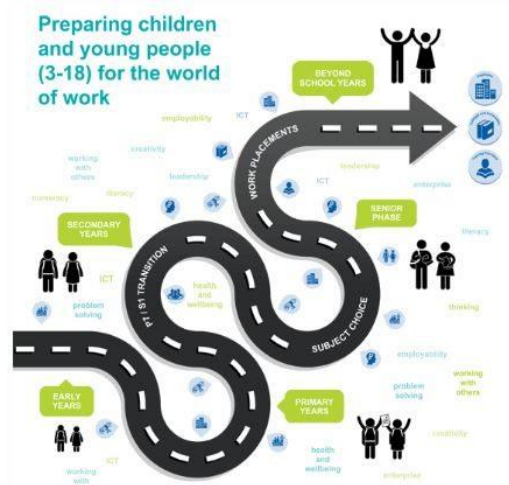 Preparing children
and young people
(3-18) for the world
of work
BEYOND
SCHOOL YEARS
employability
ICT
WORK PLACEMENTS
creativity
working
with
others
leadership
leadership
ICT
enterprise
numeracy
literacy
SECONDARY
YEARS
SENIOR
PHASE
literacy
P7 / S1 TRANSITION
ICT
health
and
wellbeing
problem
solving
SUBJECT CHOICE
thinking
employability
working
with
others
problem
solving
EARLY
YEARS
PRIMARY
YEARS
creativity
ICT
health
and
wellbeing
working
with
enterprise